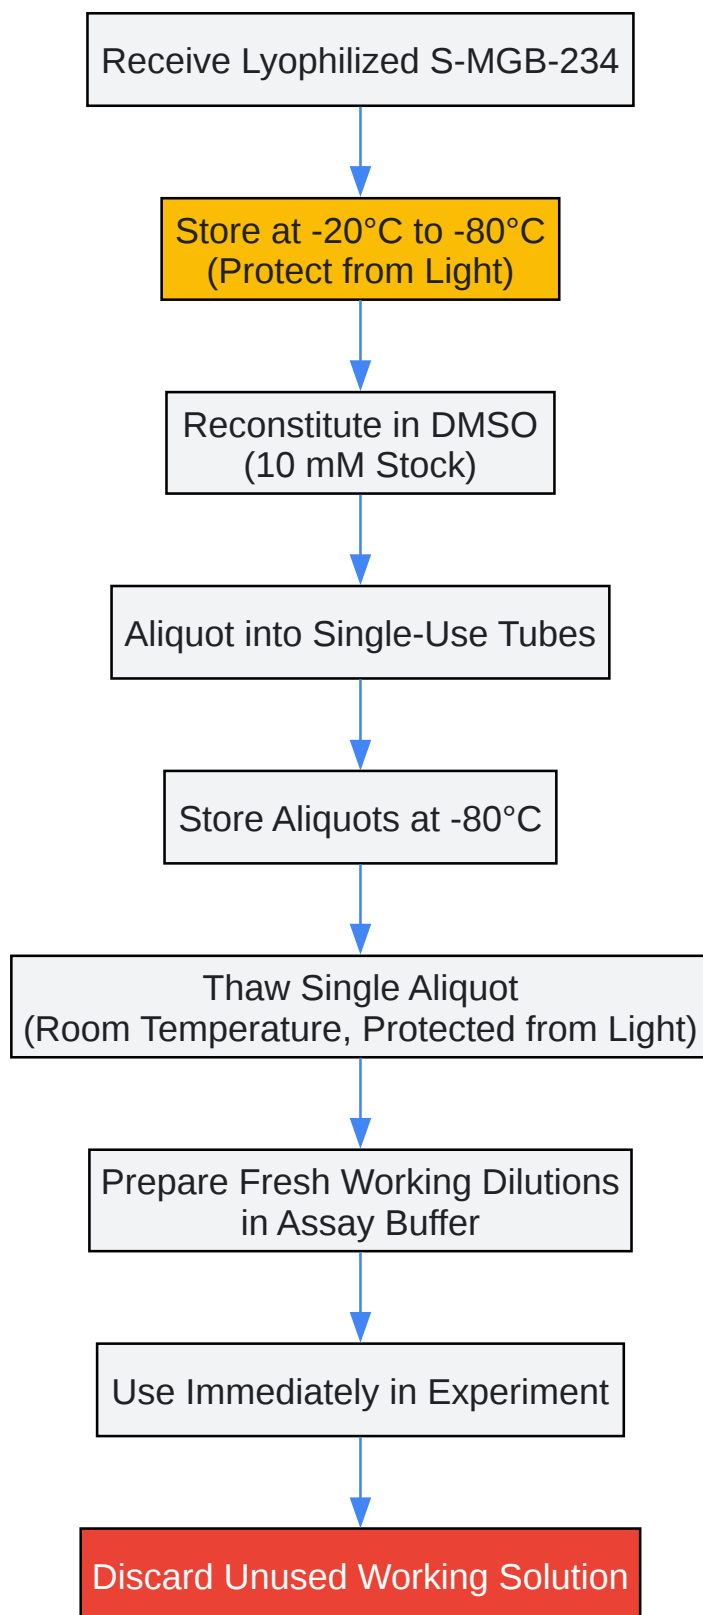 Receive Lyophilized S-MGB-234
Store at -20°C to -80°C
(Protect from Light)
Reconstitute in DMSO
(10 mM Stock)
Aliquot into Single-Use Tubes
Store Aliquots at -80°C
Thaw Single Aliquot
(Room Temperature, Protected from Light)
Prepare Fresh Working Dilutions
in Assay Buffer
Use Immediately in Experiment
Discard Unused Working Solution